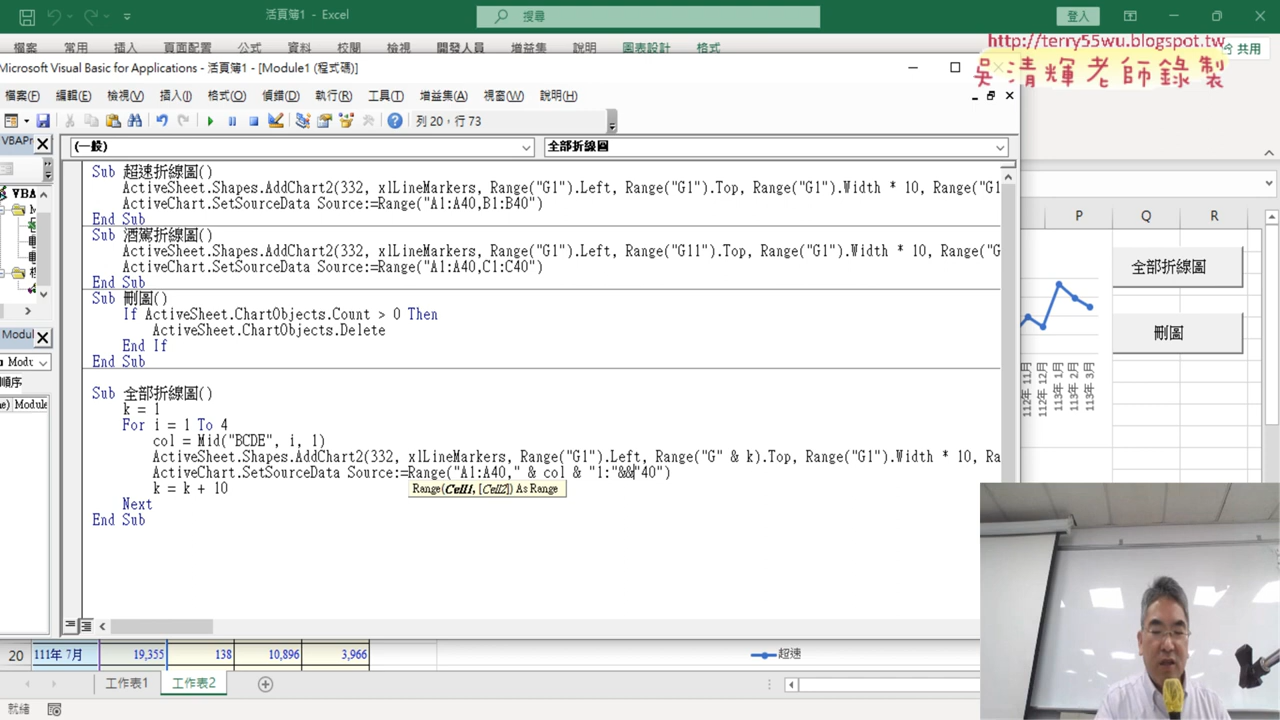 活頁簿1 - Excel
搜尋
登入
檔案 常用 插入 頁面配置 公式 資料 校閱 檢視 開發人員 增益集 說明 圖表設計 格式
共用
http://terry55wu.blogspot.tw
吳清輝老師錄製
Microsoft Visual Basic for Applications - 活頁簿1 - [Module1 (程式碼)]
檔案(F) 編輯(E) 檢視(V) 插入(I) 格式(O) 偵錯(D) 執行(R) 工具(T) 增益集(A) 視窗(W) 說明(H)
列 20，行 73
(一般)
全部折線圖
Sub 超速折線圖()
ActiveSheet.Shapes.AddChart2(332, xlLineMarkers, Range("G1").Left, Range("G1").Top, Range("G1").Width * 10, Range("G1
ActiveChart.SetSourceData Source:=Range("A1:A40,B1:B40")
End Sub
Sub 酒駕折線圖()
ActiveSheet.Shapes.AddChart2(332, xlLineMarkers, Range("G1").Left, Range("G11").Top, Range("G1").Width * 10, Range("G
ActiveChart.SetSourceData Source:=Range("A1:A40,C1:C40")
End Sub
Sub 刪圖()
If ActiveSheet.ChartObjects.Count > 0 Then
ActiveSheet.ChartObjects.Delete
End If
End Sub
Sub 全部折線圖()
k = 1
For i = 1 To 4
col = Mid("BCDE", i, 1)
ActiveSheet.Shapes.AddChart2(332, xlLineMarkers, Range("G1").Left, Range("G" & k).Top, Range("G1").Width * 10, Ra
ActiveChart.SetSourceData Source:=Range("A1:A40," & col & "1:"&&"40")
Range(Cell1, [Cell2]) As Range
k = k + 10
Next
End Sub
P Q R
全部折線圖
刪圖
112年 11月
112年 12月
113年 1月
113年 2月
113年 3月
20 111年 7月 19,355 138 10,896 3,966
超速
工作表1 工作表2
就緒